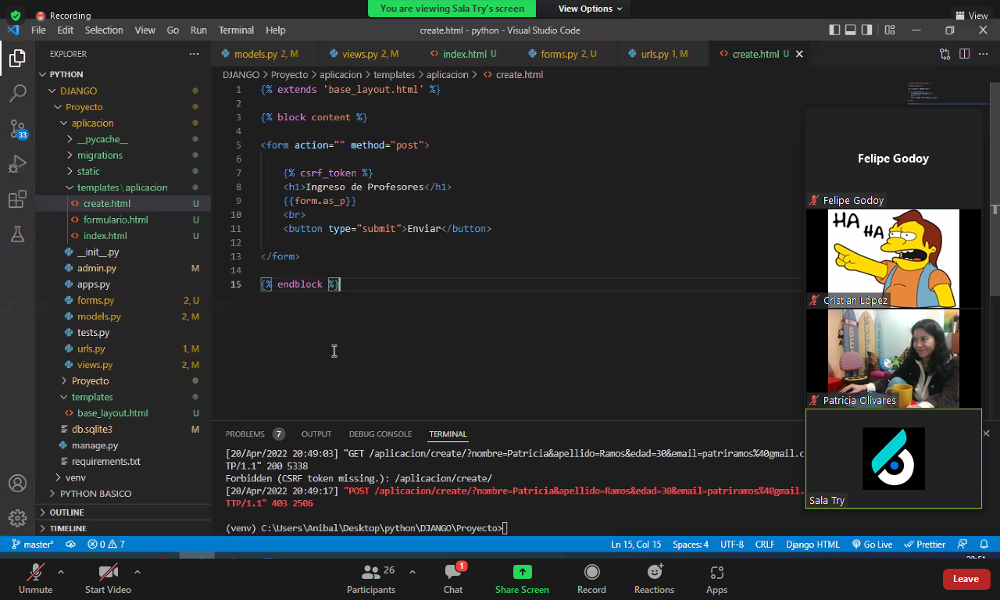 Recording
You are viewing Sala Try's screen
View Options
View
File Edit Selection View Go Run Terminal Help
create.html - python - Visual Studio Code
EXPLORER
models.py 2, M
views.py 2, M
index.html U
forms.py 2, U
urls.py 1, M
create.html U
DJANGO > Proyecto > aplicacion > templates > aplicacion > create.html
PYTHON
DJANGO
Proyecto
aplicacion
__pycache__
migrations
static
templates\aplicacion
create.html U
formulario.html U
index.html U
__init__.py
admin.py M
apps.py
forms.py 2, U
models.py 2, M
tests.py
urls.py 1, M
views.py 2, M
Proyecto
templates
base_layout.html U
db.sqlite3 M
manage.py
requirements.txt
venv
PYTHON BASICO
OUTLINE
TIMELINE
33
1 {% extends 'base_layout.html' %}
2
3 {% block content %}
4
5 <form action="" method="post">
6
7 {% csrf_token %}
8 <h1>Ingreso de Profesores</h1>
9 {{form.as_p}}
10 <br>
11 <button type="submit">Enviar</button>
12
13 </form>
14
15 {% endblock %}
PROBLEMS 7 OUTPUT DEBUG CONSOLE TERMINAL
[20/Apr/2022 20:49:03] "GET /aplicacion/create/?nombre=Patricia&apellido=Ramos&edad=30&email=patriramos%40gmail.c
TP/1.1" 200 5338
Forbidden (CSRF token missing.): /aplicacion/create/
[20/Apr/2022 20:49:17] "POST /aplicacion/create/?nombre=Patricia&apellido=Ramos&edad=30&email=patriramos%40gmail.
TTP/1.1" 403 2506
(venv) C:\Users\Anibal\Desktop\python\DJANGO\Proyecto>
Felipe Godoy
Felipe Godoy
HA
HA
Cristian López
Patricia Olivares
Sala Try
master*
0 7
Ln 15, Col 15 Spaces: 4 UTF-8 CRLF Django HTML Go Live Prettier
Unmute
Start Video
26
Participants
1
Chat
Share Screen
Record
Reactions
Apps
Leave